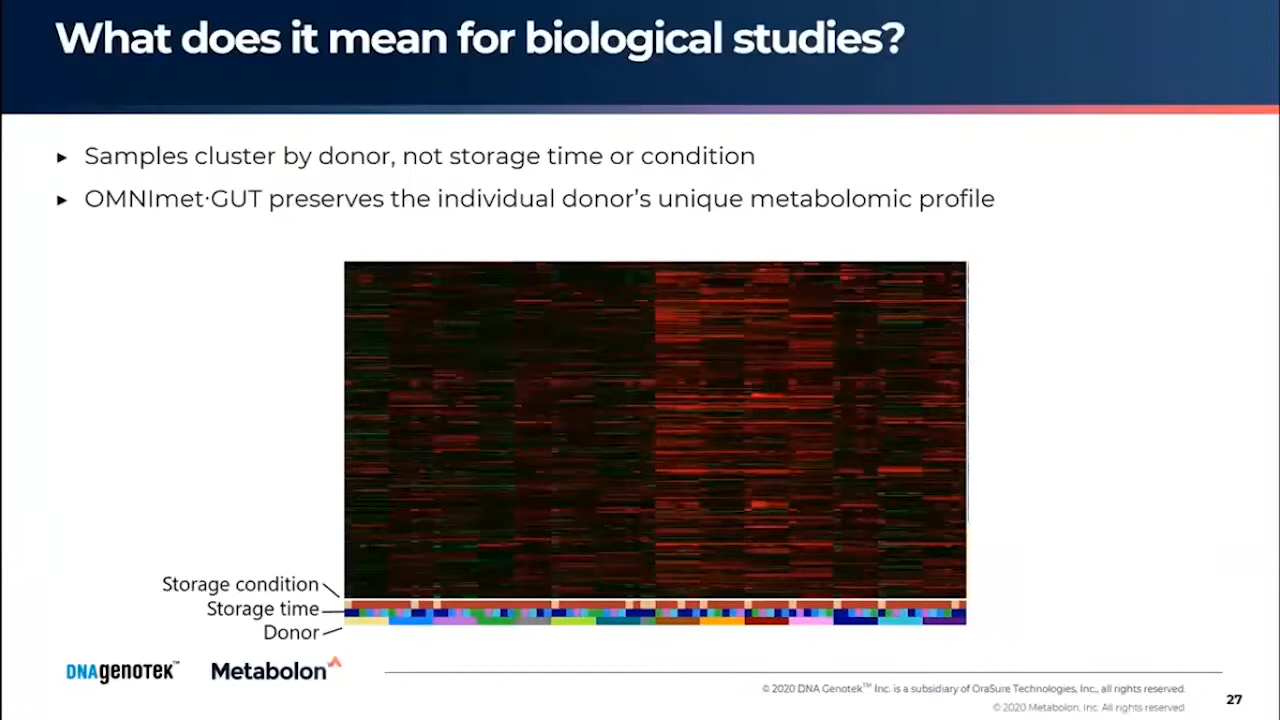 What does it mean for biological studies?
▸ Samples cluster by donor, not storage time or condition
▸ OMNImet·GUT preserves the individual donor's unique metabolomic profile
Storage condition
Storage time
Donor
DNAgenotek™
Metabolon
© 2020 DNA Genotek™ Inc. is a subsidiary of OraSure Technologies, Inc., all rights reserved.
© 2020 Metabolon, Inc. All rights reserved
27